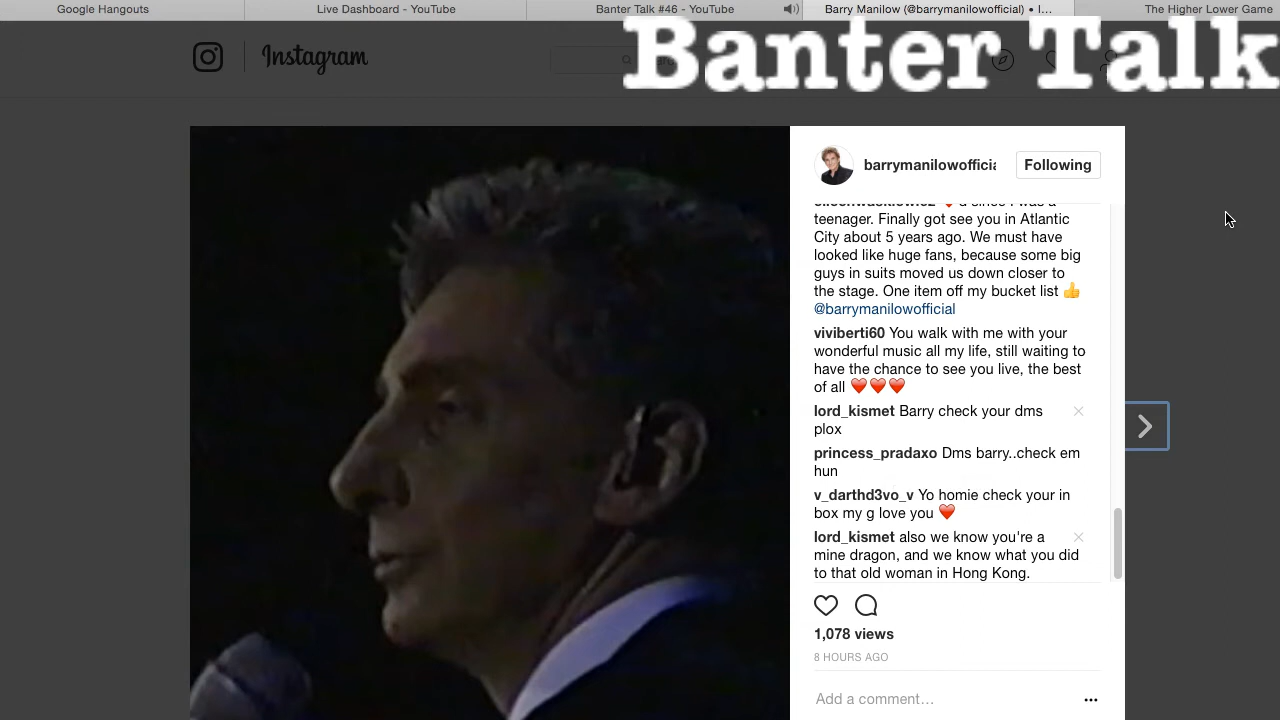 Google Hangouts
Live Dashboard - YouTube
Banter Talk #46 - YouTube
Barry Manilow (@barrymanilowofficial) • I...
The Higher Lower Game
Banter Talk
Instagram
barrymanilowoffici
Following
since I was a
teenager. Finally got see you in Atlantic
City about 5 years ago. We must have
looked like huge fans, because some big
guys in suits moved us down closer to
the stage. One item off my bucket list 👍
@barrymanilowofficial
viviberti60 You walk with me with your
wonderful music all my life, still waiting to
have the chance to see you live, the best
of all ❤️❤️❤️
lord_kismet Barry check your dms
plox
princess_pradaxo Dms barry..check em
hun
v_darthd3vo_v Yo homie check your in
box my g love you ❤️
lord_kismet also we know you're a
mine dragon, and we know what you did
to that old woman in Hong Kong.
1,078 views
8 HOURS AGO
Add a comment…